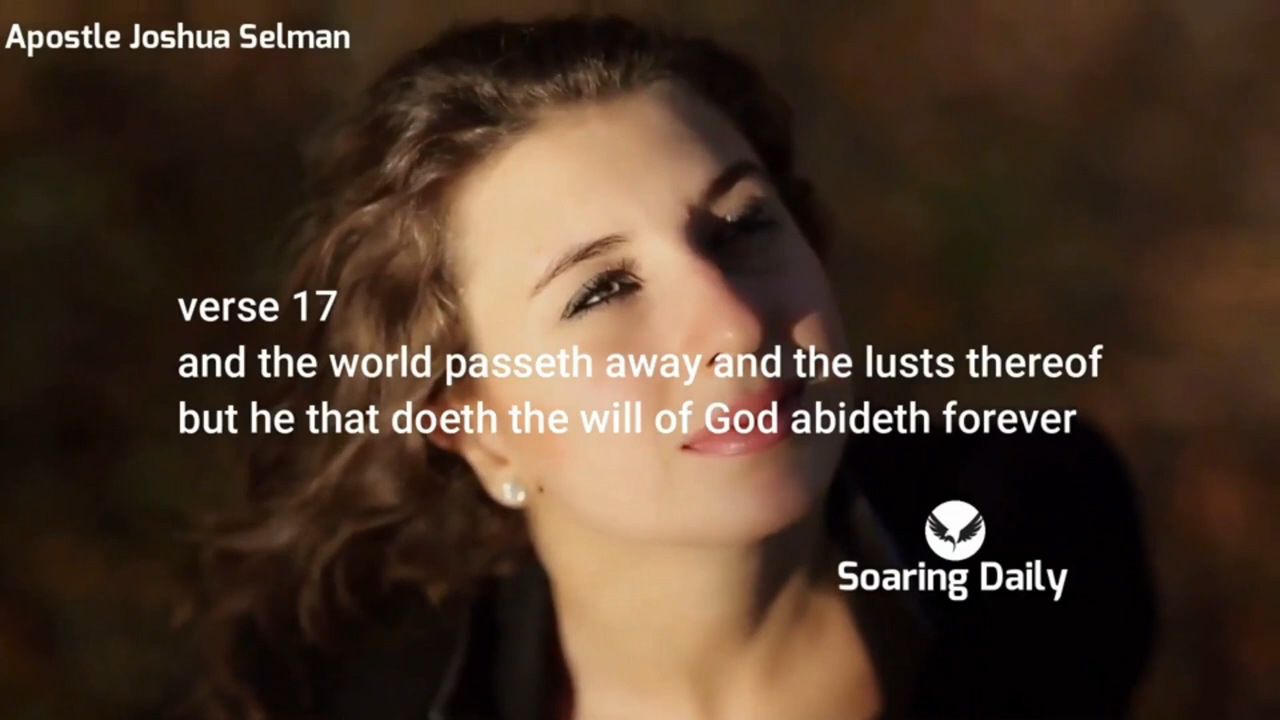 Apostle Joshua Selman
verse 17
and the world passeth away and the lusts thereof
but he that doeth the will of God abideth forever
Soaring Daily